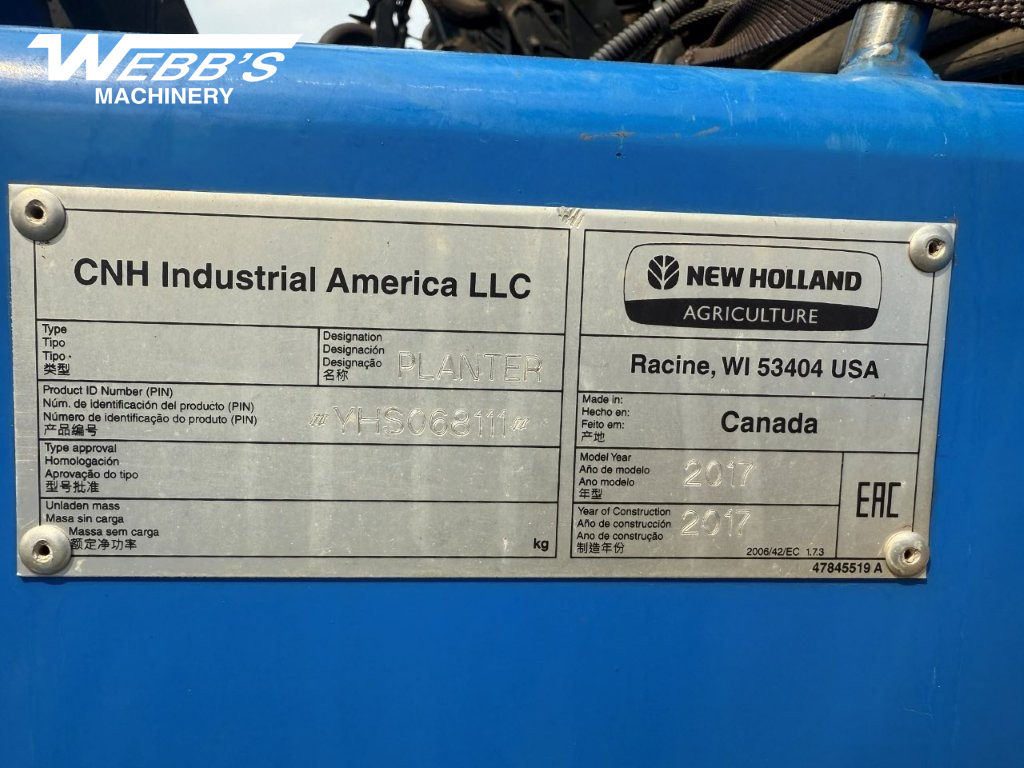 WEBB'S
MACHINERY
CNH Industrial America LLC
NEW HOLLAND
AGRICULTURE
Type
Tipo
Tipo
类型
Designation
Designación
Designação
名称
PLANTER
Racine, WI 53404 USA
Product ID Number (PIN)
Núm. de identificación del producto (PIN)
Número de identificação do produto (PIN)
产品编号
#YHS068111#
Made in:
Hecho en:
Feito em:
产地
Canada
Type approval
Homologación
Aprovação do tipo
型号批准
Model Year
Año de modelo
Ano modelo
年型
2017
EAC
Unladen mass
Masa sin carga
Massa sem carga
额定净功率
kg
Year of Construction
Año de construcción
Ano de construção
制造年份
2017
2006/42/EC 1.7.3
47845519 A